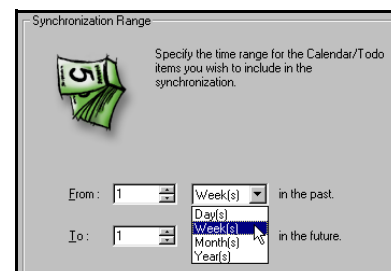 Synchronization Range
Specify the time range for the Calendar/Todo
items you wish to include in the
synchronization.
5
From : 1 Week(s) in the past.
Day(s)
Week(s)
To : 1 in the future.
Month(s)
Year(s)